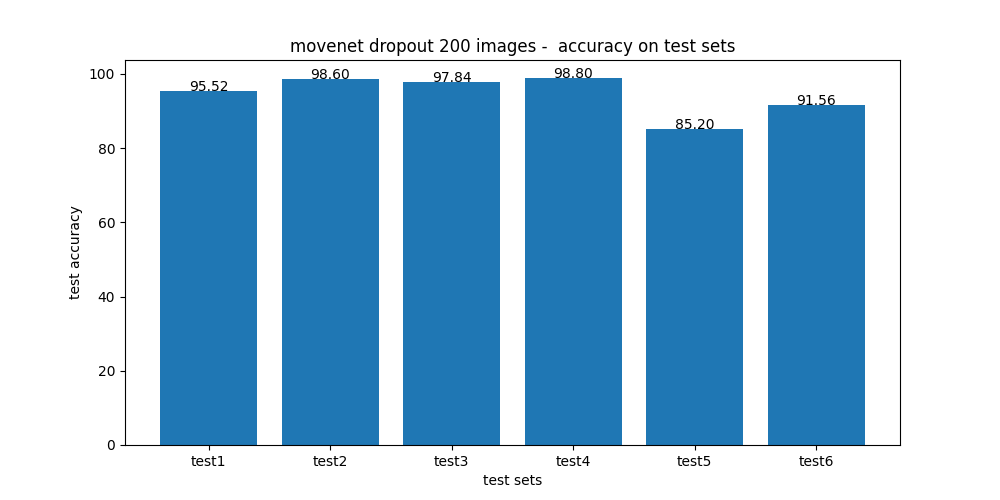 movenet dropout 200 images -  accuracy on test sets
100
80
60
40
20
0
test accuracy
95.52
98.60
97.84
98.80
85.20
91.56
test1
test2
test3
test4
test5
test6
test sets